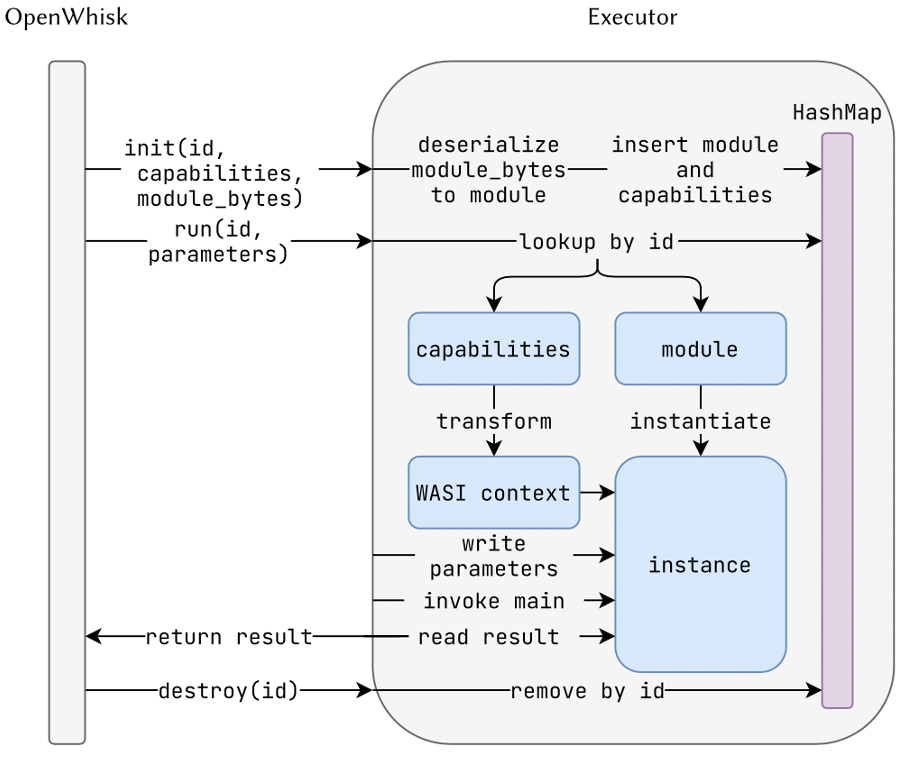 OpenWhisk
Executor
HashMap
init(id,
capabilities,
module_bytes)
deserialize
module_bytes
to module
insert module
and
capabilities
run(id,
parameters)
lookup by id
capabilities
module
transform
instantiate
WASI context
instance
write
parameters
invoke main
return result
read result
destroy(id)
remove by id